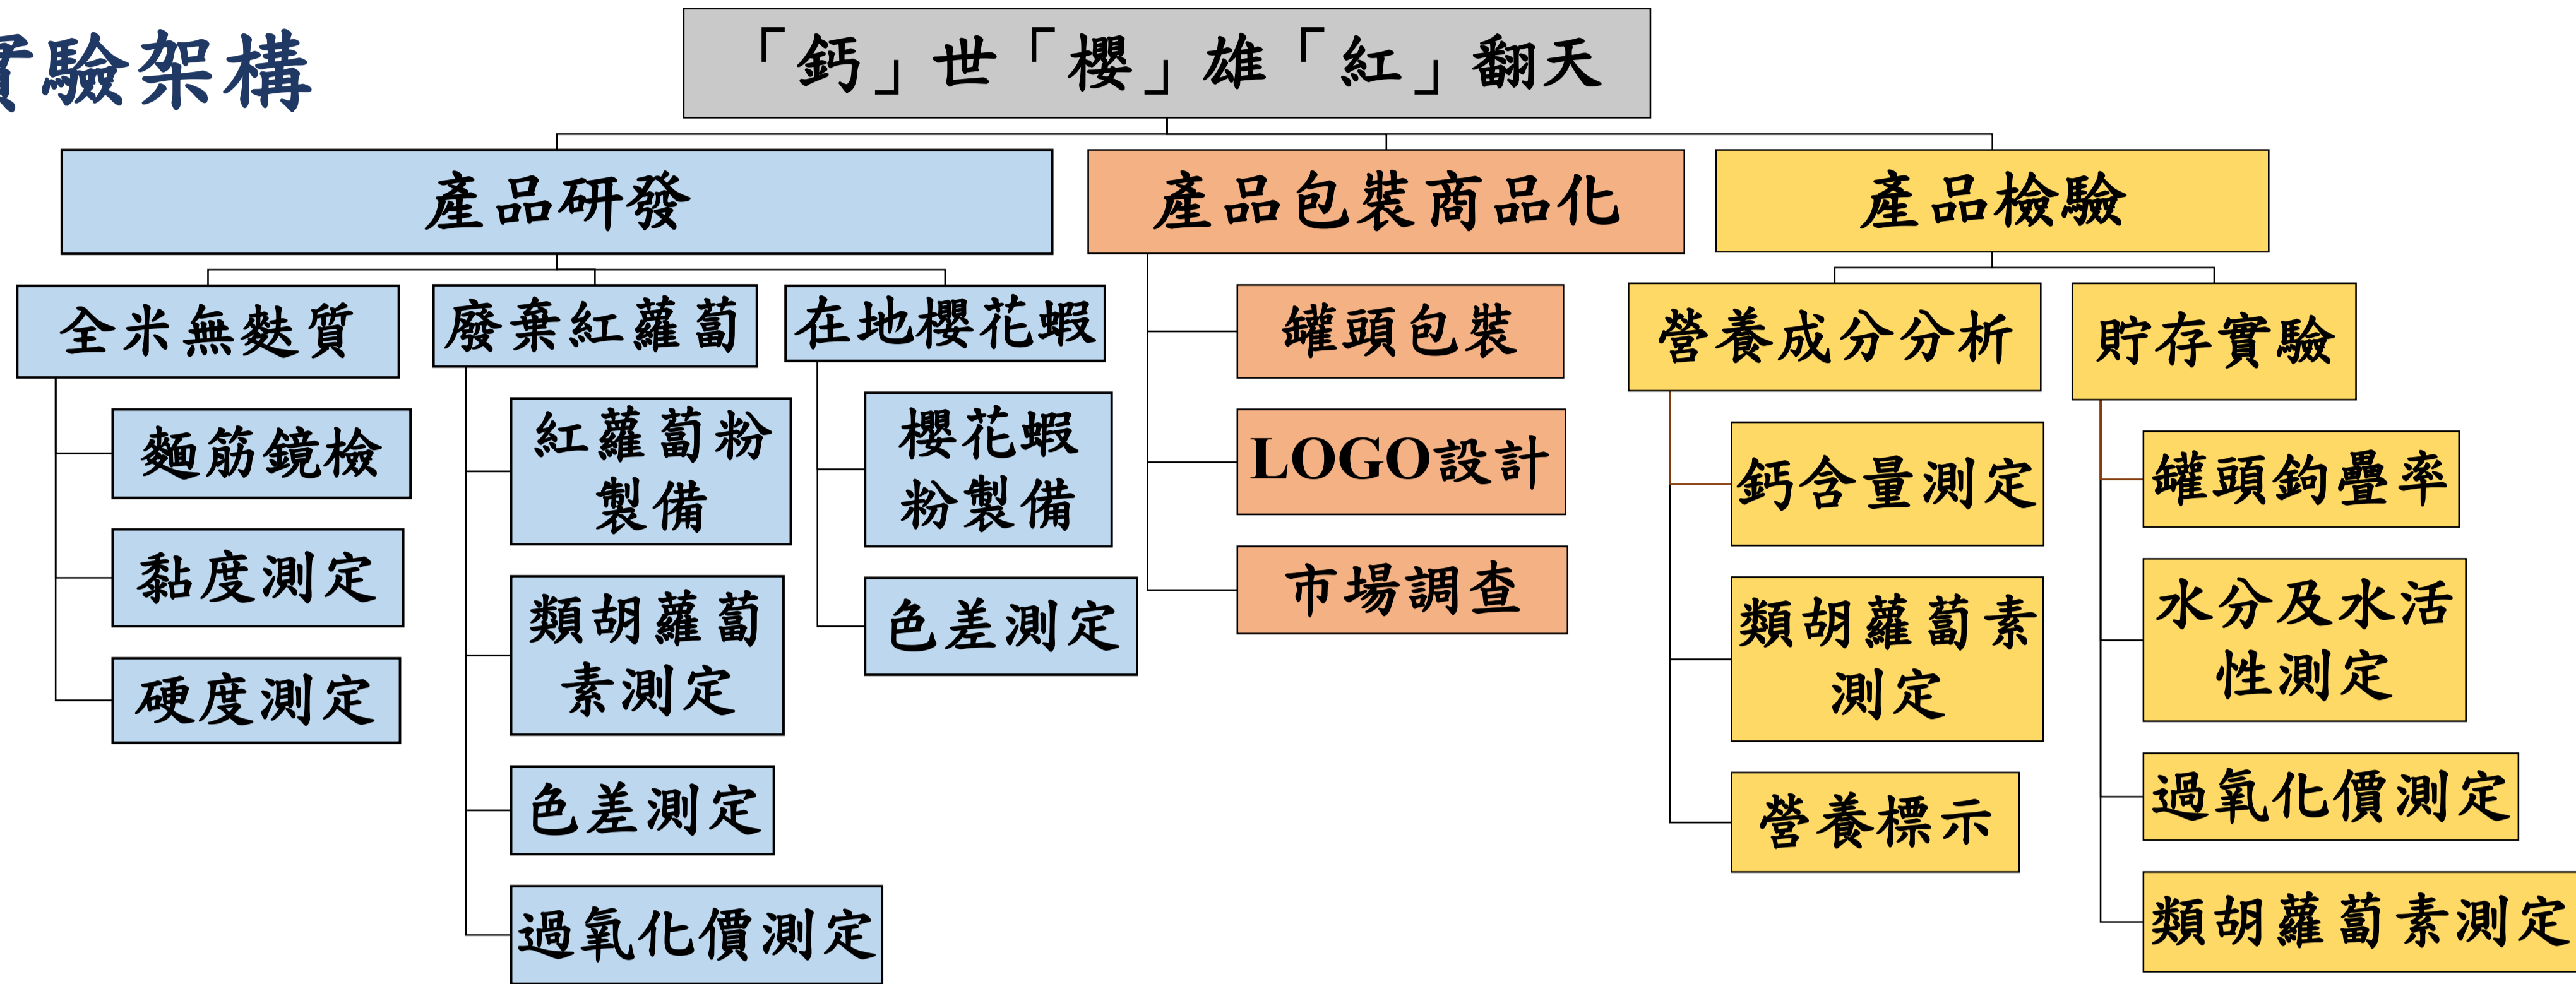 實驗架構
「鈣」世「櫻」雄「紅」翻天
產品研發
產品包裝商品化
產品檢驗
全米無麩質
麵筋鏡檢
黏度測定
硬度測定
廢棄紅蘿蔔
紅蘿蔔粉
製備
類胡蘿蔔
素測定
色差測定
過氧化價測定
在地櫻花蝦
櫻花蝦
粉製備
色差測定
罐頭包裝
LOGO設計
市場調查
營養成分分析
鈣含量測定
類胡蘿蔔素
測定
營養標示
貯存實驗
罐頭鉤疊率
水分及水活
性測定
過氧化價測定
類胡蘿蔔素測定